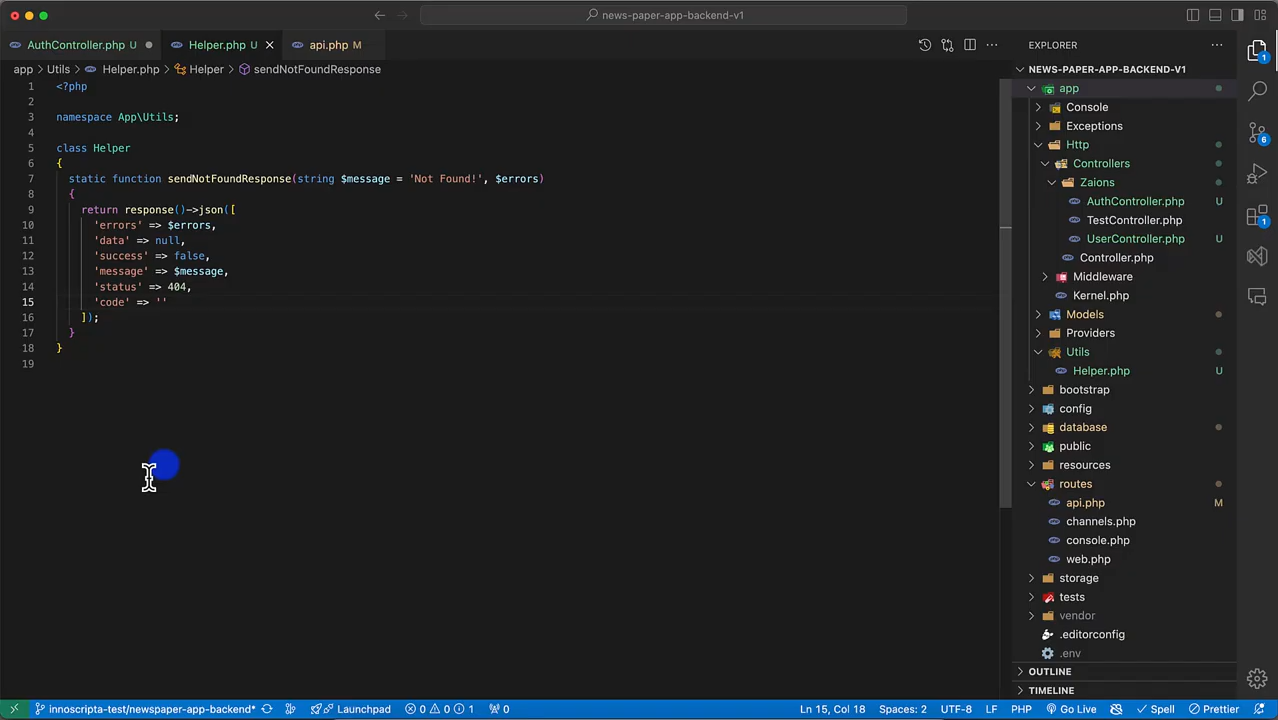 news-paper-app-backend-v1
AuthController.php U
Helper.php U
api.php M
EXPLORER
app > Utils > Helper.php > Helper > sendNotFoundResponse
NEWS-PAPER-APP-BACKEND-V1
1 <?php
2
3 namespace App\Utils;
4
5 class Helper
6 {
7 static function sendNotFoundResponse(string $message = 'Not Found!', $errors)
8 {
9 return response()->json([
10 'errors' => $errors,
11 'data' => null,
12 'success' => false,
13 'message' => $message,
14 'status' => 404,
15 'code' => ''
16 ]);
17 }
18 }
19
app
Console
Exceptions
Http
Controllers
Zaions
AuthController.php U
TestController.php
UserController.php U
Controller.php
Middleware
Kernel.php
Models
Providers
Utils
Helper.php U
bootstrap
config
database
public
resources
routes
api.php M
channels.php
console.php
web.php
storage
tests
vendor
.editorconfig
.env
OUTLINE
TIMELINE
1
6
1
innoscripta-test/newspaper-app-backend* Launchpad 0 0 1 0 Ln 15, Col 18 Spaces: 2 UTF-8 LF PHP Go Live Spell Prettier